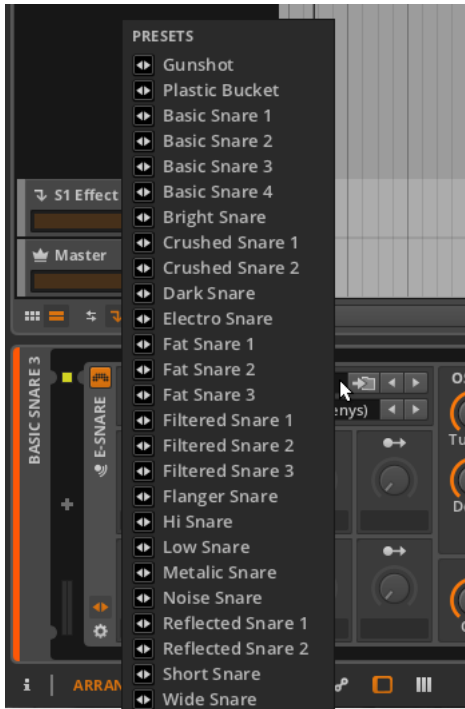 PRESETS
Gunshot
Plastic Bucket
Basic Snare 1
Basic Snare 2
Basic Snare 3
Basic Snare 4
Bright Snare
Crushed Snare 1
Crushed Snare 2
Dark Snare
Electro Snare
Fat Snare 1
Fat Snare 2
Fat Snare 3
Filtered Snare 1
Filtered Snare 2
Filtered Snare 3
Flanger Snare
Hi Snare
Low Snare
Metalic Snare
Noise Snare
Reflected Snare 1
Reflected Snare 2
Short Snare
Wide Snare
S1 Effect
Master
BASIC SNARE 3
E-SNARE
enys)
Tu
i
ARRAN